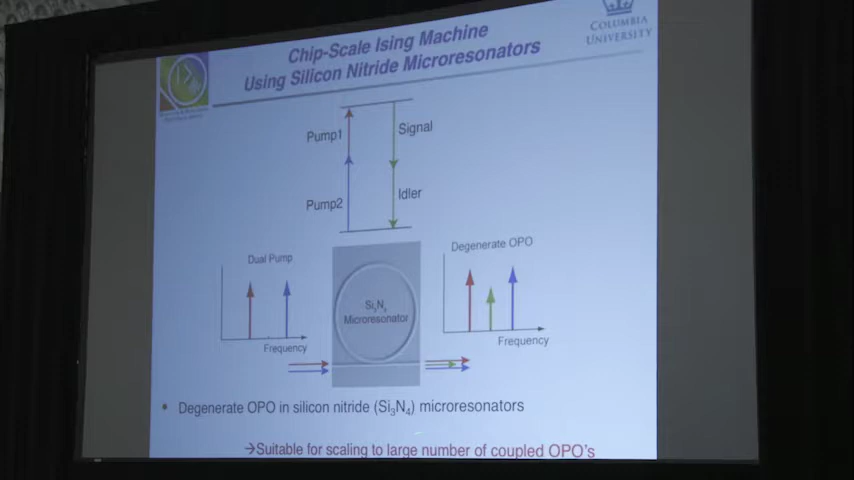 Chip-Scale Ising Machine
Using Silicon Nitride Microresonators
COLUMBIA
UNIVERSITY
Pump1
Signal
Pump2
Idler
Dual Pump
Frequency
Si₃N₄
Microresonator
Degenerate OPO
Frequency
• Degenerate OPO in silicon nitride (Si₃N₄) microresonators
→Suitable for scaling to large number of coupled OPO's